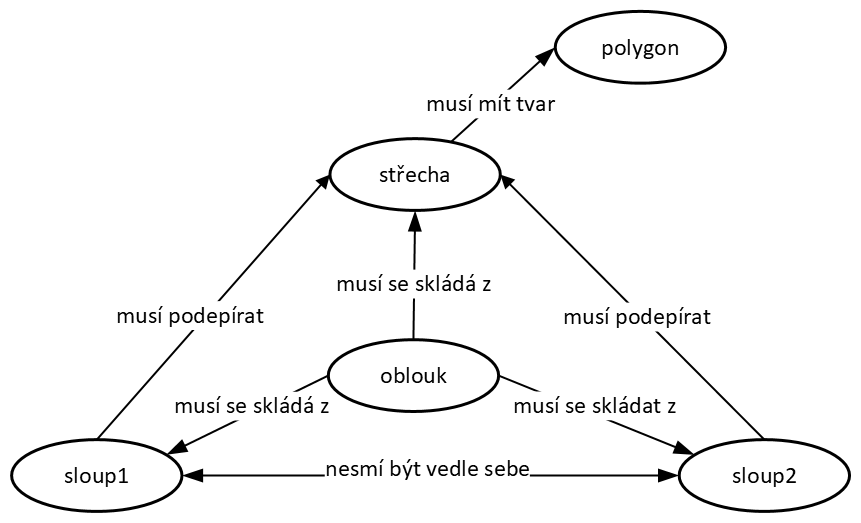 polygon
musí mít tvar
střecha
musí se skládá z
musí podepírat
musí podepírat
oblouk
musí se skládá z
musí se skládat z
sloup1
nesmí být vedle sebe
sloup2